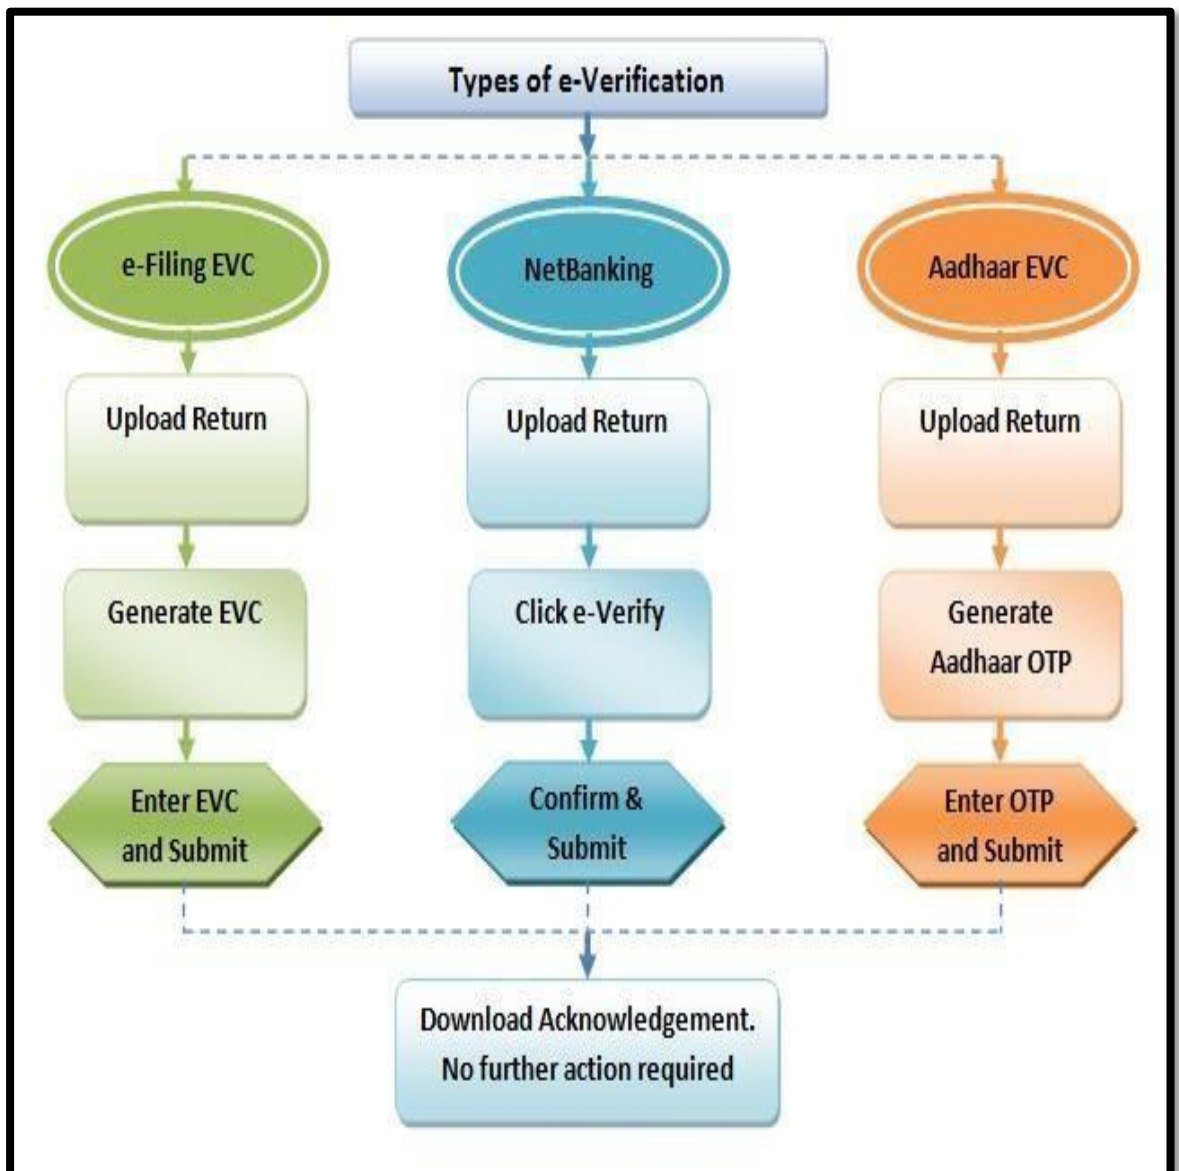 Types of e-Verification
e-Filing EVC
NetBanking
Aadhaar EVC
Upload Return
Upload Return
Upload Return
Generate EVC
Click e-Verify
Generate
Aadhaar OTP
Enter EVC
and Submit
Confirm &
Submit
Enter OTP
and Submit
Download Acknowledgement.
No further action required